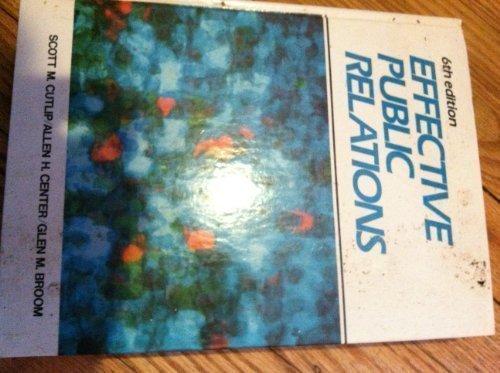 6th edition
EFFECTIVE
PUBLIC
RELATIONS
SCOTT M. CUTLIP ALLEN H. CENTER GLEN M. BROOM